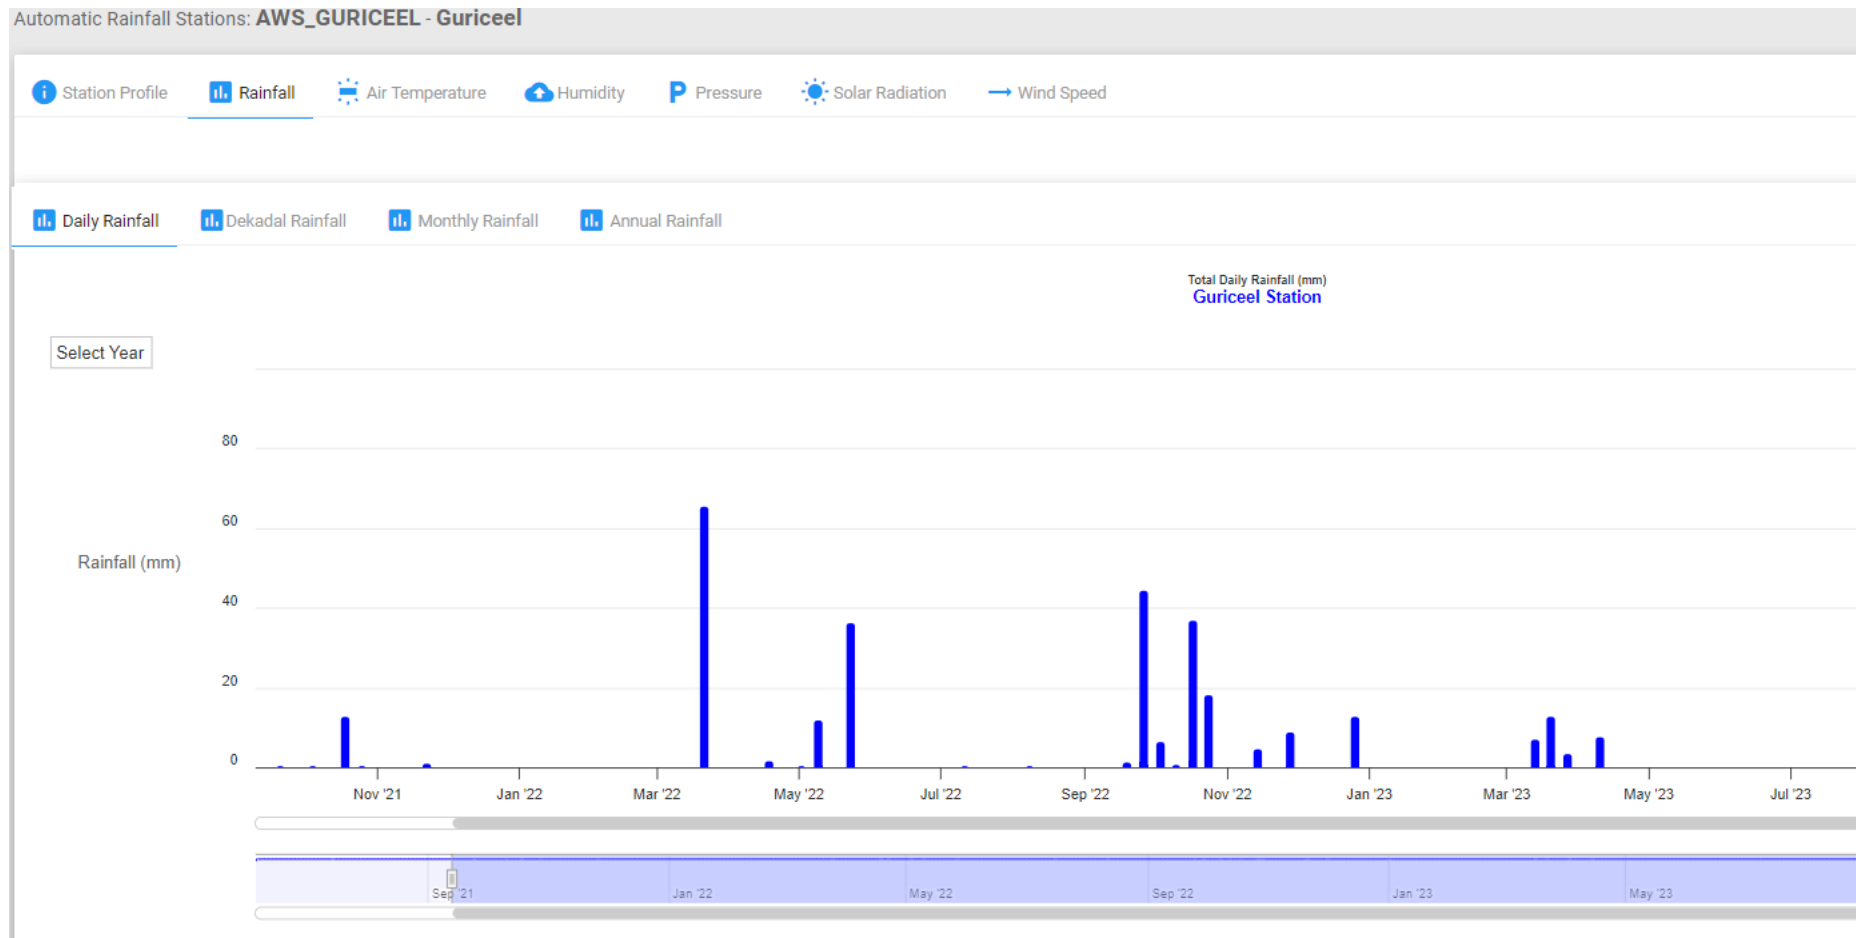 Automatic Rainfall Stations: AWS_GURICEEL - Guriceel
Station Profile Rainfall Air Temperature Humidity P Pressure Solar Radiation Wind Speed
Daily Rainfall Dekadal Rainfall Monthly Rainfall Annual Rainfall
Total Daily Rainfall (mm)
Guriceel Station
Select Year
80
60
Rainfall (mm)
40
20
0
Nov '21 Jan '22 Mar '22 May '22 Jul '22 Sep '22 Nov '22 Jan '23 Mar '23 May '23 Jul '23
Sep '21 Jan '22 May '22 Sep '22 Jan '23 May '23